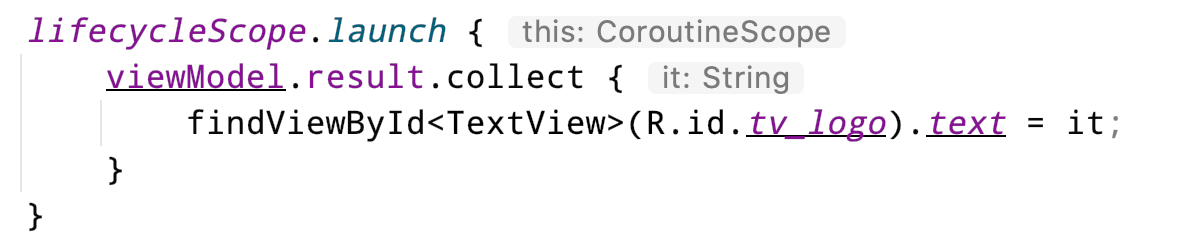 lifecycleScope.launch { this: CoroutineScope
    viewModel.result.collect { it: String
        findViewById<TextView>(R.id.tv_logo).text = it;
    }
}